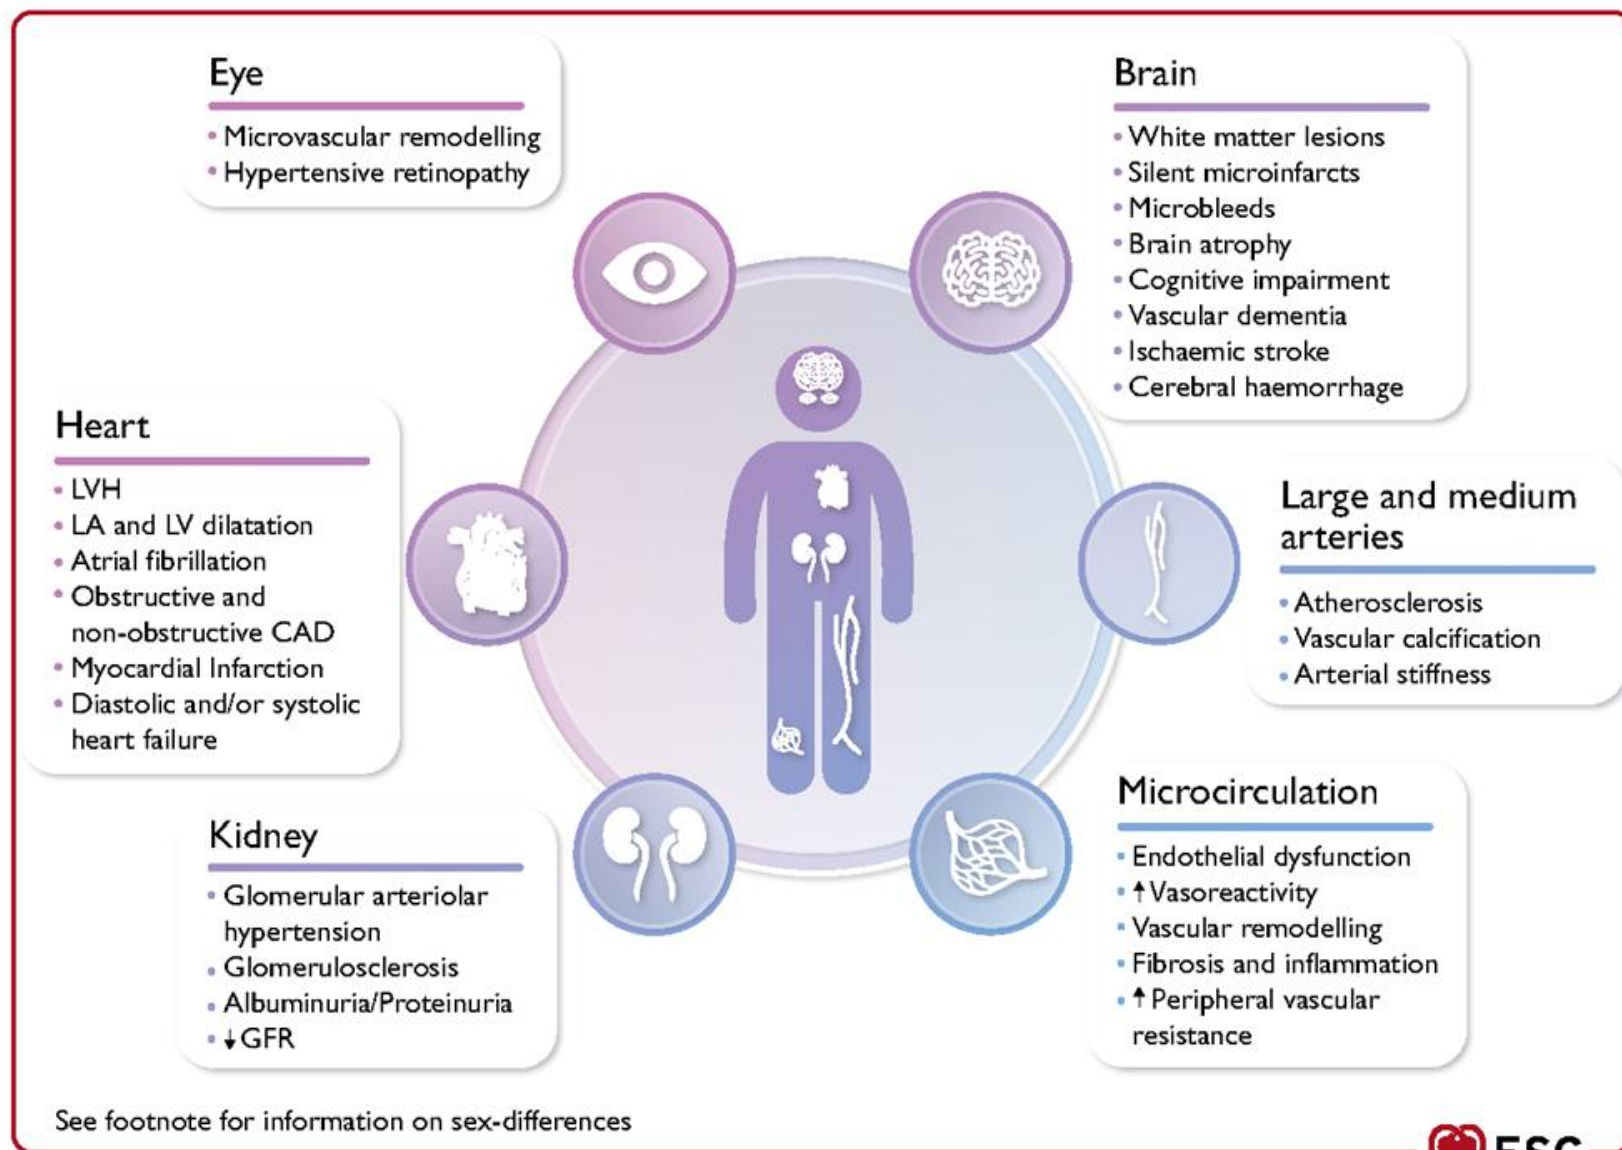 Eye
• Microvascular remodelling
• Hypertensive retinopathy
Brain
• White matter lesions
• Silent microinfarcts
• Microbleeds
• Brain atrophy
• Cognitive impairment
• Vascular dementia
• Ischaemic stroke
• Cerebral haemorrhage
Heart
• LVH
• LA and LV dilatation
• Atrial fibrillation
• Obstructive and
non-obstructive CAD
• Myocardial Infarction
• Diastolic and/or systolic
heart failure
Large and medium
arteries
• Atherosclerosis
• Vascular calcification
• Arterial stiffness
Kidney
• Glomerular arteriolar
hypertension
• Glomerulosclerosis
• Albuminuria/Proteinuria
• ↓GFR
Microcirculation
• Endothelial dysfunction
• ↑Vasoreactivity
• Vascular remodelling
• Fibrosis and inflammation
• ↑Peripheral vascular
resistance
See footnote for information on sex-differences
ESC